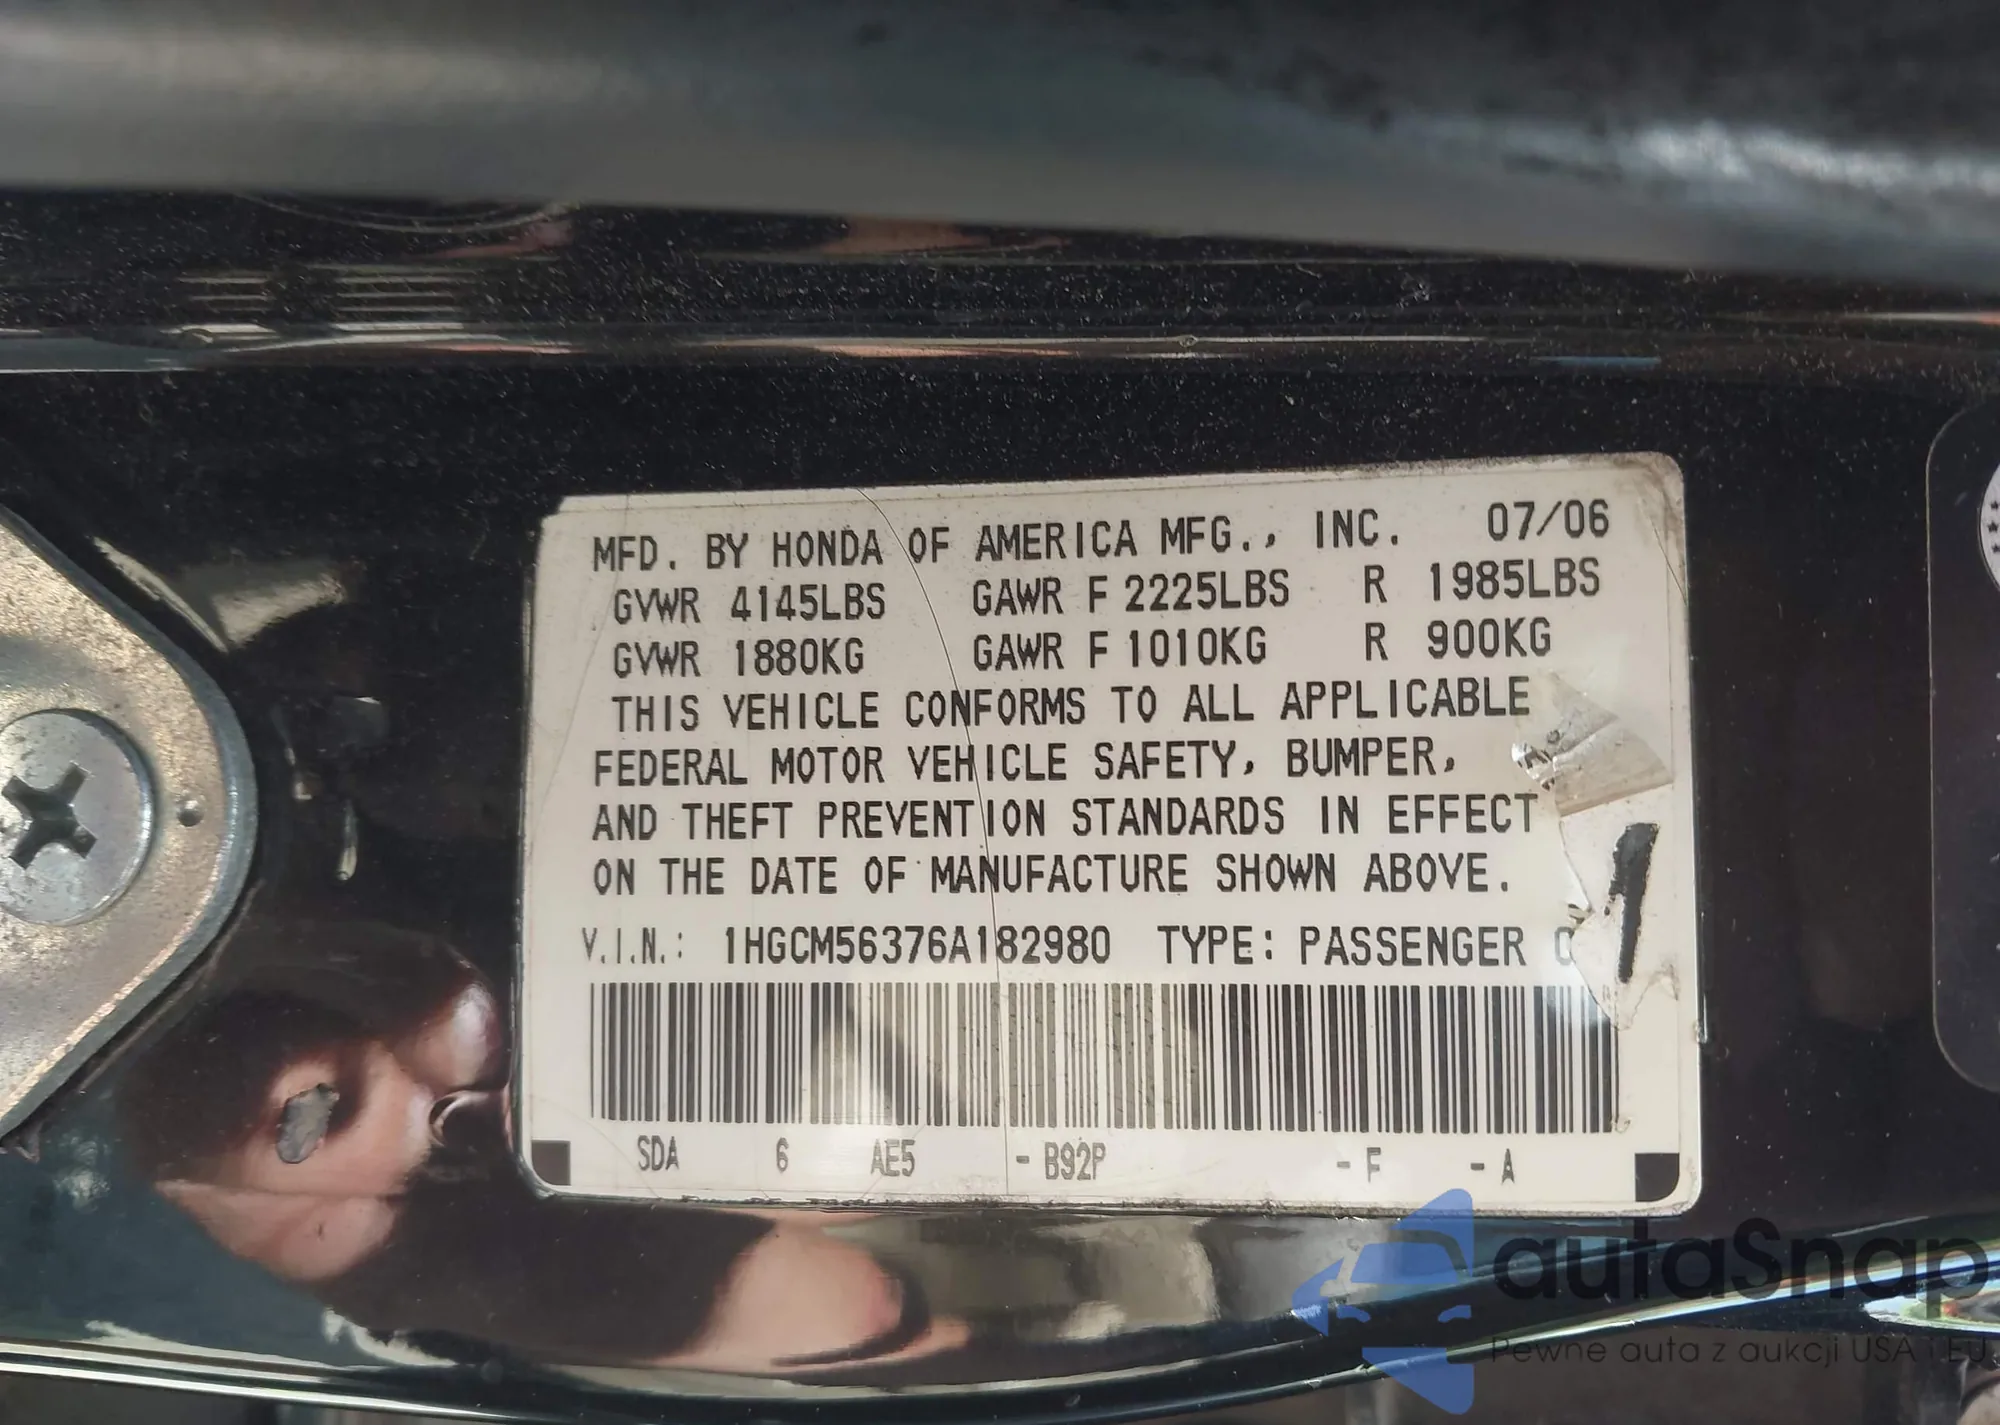 MFD. BY HONDA OF AMERICA MFG., INC. 07/06
GVWR 4145LBS GAWR F 2225LBS R 1985LBS
GVWR 1880KG GAWR F 1010KG R 900KG
THIS VEHICLE CONFORMS TO ALL APPLICABLE
FEDERAL MOTOR VEHICLE SAFETY, BUMPER,
AND THEFT PREVENTION STANDARDS IN EFFECT
ON THE DATE OF MANUFACTURE SHOWN ABOVE.
V.I.N.: 1HGCM56376A182980 TYPE: PASSENGER
SDA 6 AE5 - B92P - F - A
autaSnap
Pewne auta z aukcji USA i EU